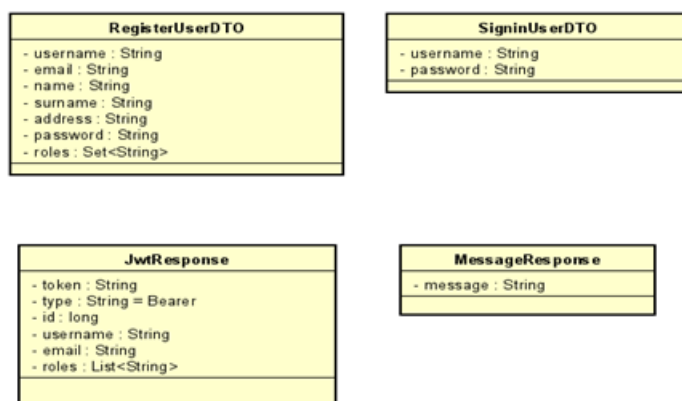 RegisterUserDTO
- username : String
- email : String
- name : String
- surname : String
- address : String
- password : String
- roles : Set<String>
SigninUserDTO
- username : String
- password : String
JwtResponse
- token : String
- type : String = Bearer
- id : long
- username : String
- email : String
- roles : List<String>
MessageResponse
- message : String